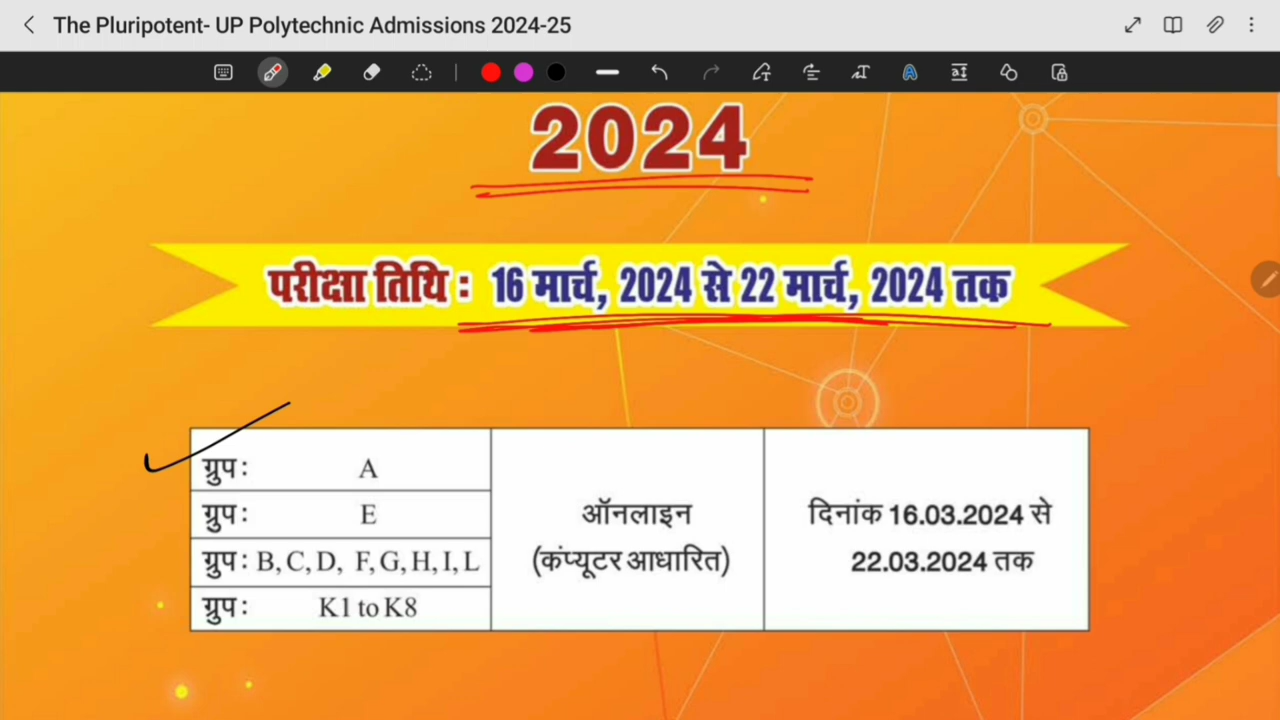 The Pluripotent- UP Polytechnic Admissions 2024-25
2024
परीक्षा तिथि : 16 मार्च, 2024 से 22 मार्च, 2024 तक
ग्रुप : A
ग्रुप : E
ग्रुप : B, C, D, F, G, H, I, L
ग्रुप : K1 to K8
ऑनलाइन
(कंप्यूटर आधारित)
दिनांक 16.03.2024 से
22.03.2024 तक